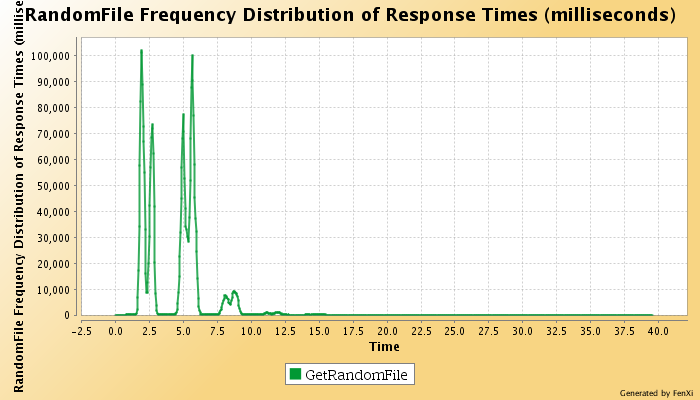 RandomFile Frequency Distribution of Response Times (milliseconds)
RandomFile Frequency Distribution of Response Times (millise
100,000
90,000
80,000
70,000
60,000
50,000
40,000
30,000
20,000
10,000
0
-2.5 0.0 2.5 5.0 7.5 10.0 12.5 15.0 17.5 20.0 22.5 25.0 27.5 30.0 32.5 35.0 37.5 40.0
Time
GetRandomFile
Generated by FenXi